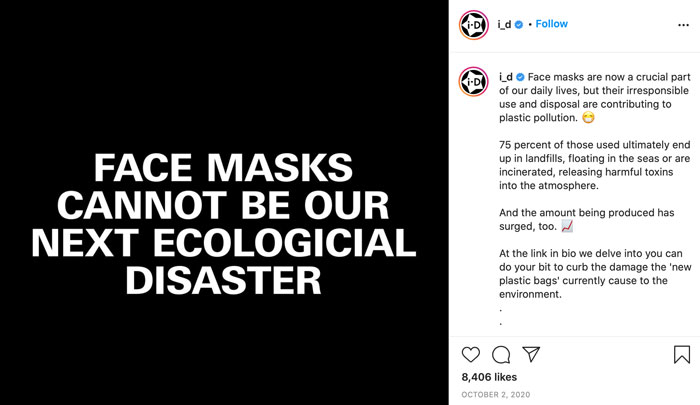 FACE MASKS
CANNOT BE OUR
NEXT ECOLOGICIAL
DISASTER
i-D
i_d • Follow
i-D
i_d Face masks are now a crucial part
of our daily lives, but their irresponsible
use and disposal are contributing to
plastic pollution. 😷
75 percent of those used ultimately end
up in landfills, floating in the seas or are
incinerated, releasing harmful toxins
into the atmosphere.
And the amount being produced has
surged, too. 📈
At the link in bio we delve into you can
do your bit to curb the damage the 'new
plastic bags' currently cause to the
environment.
.
.
8,406 likes
OCTOBER 2, 2020